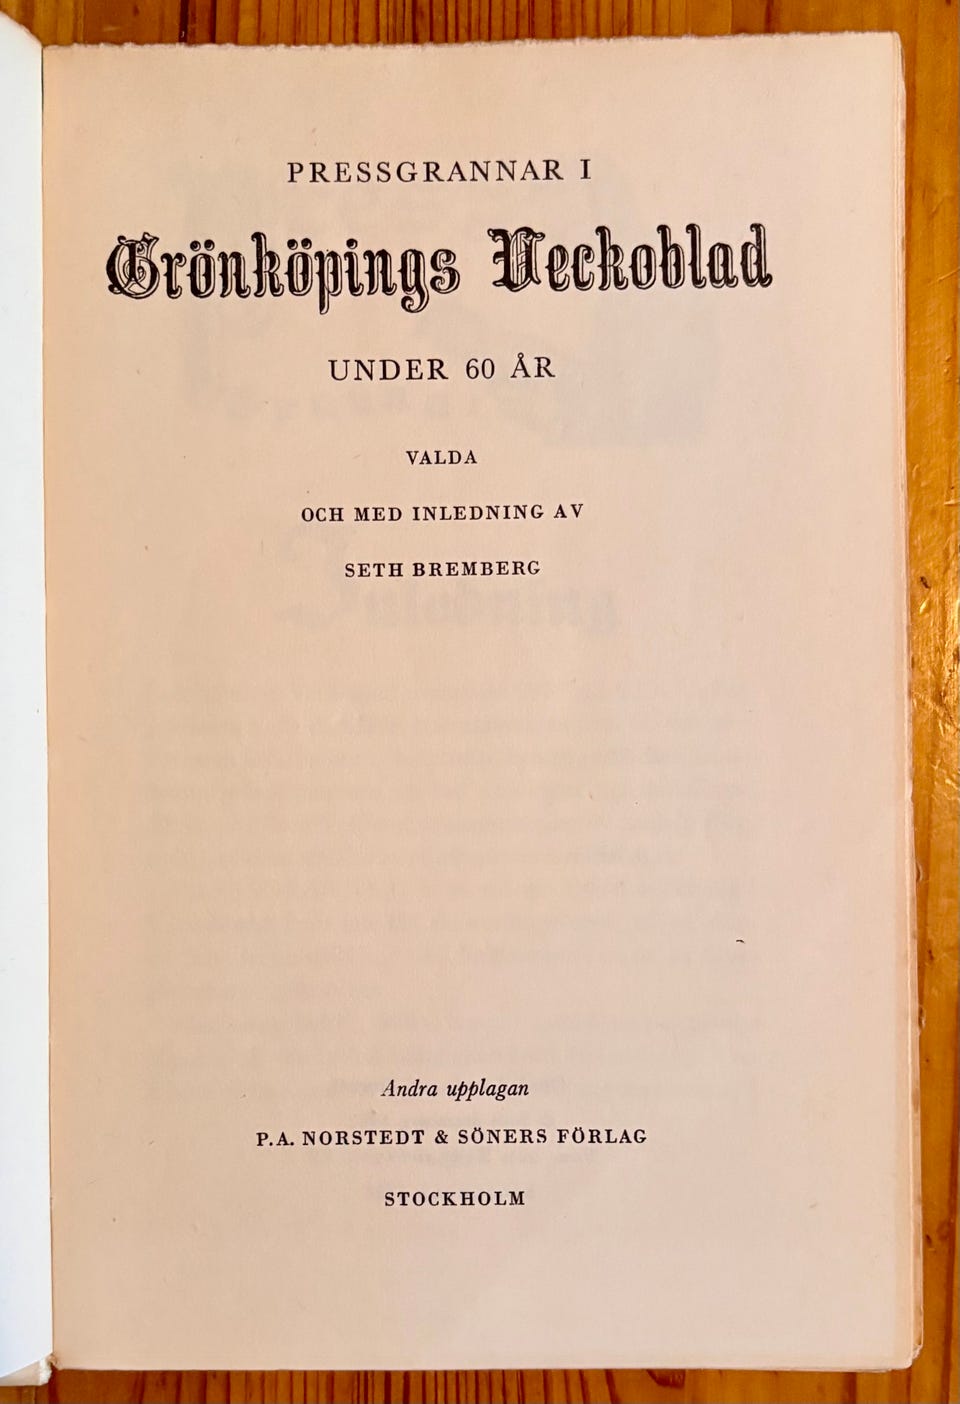 PRESSGRANNAR I
Grönköpings Veckoblad
UNDER 60 ÅR
VALDA
OCH MED INLEDNING AV
SETH BREMBERG
Andra upplagan
P.A. NORSTEDT & SÖNERS FÖRLAG
STOCKHOLM